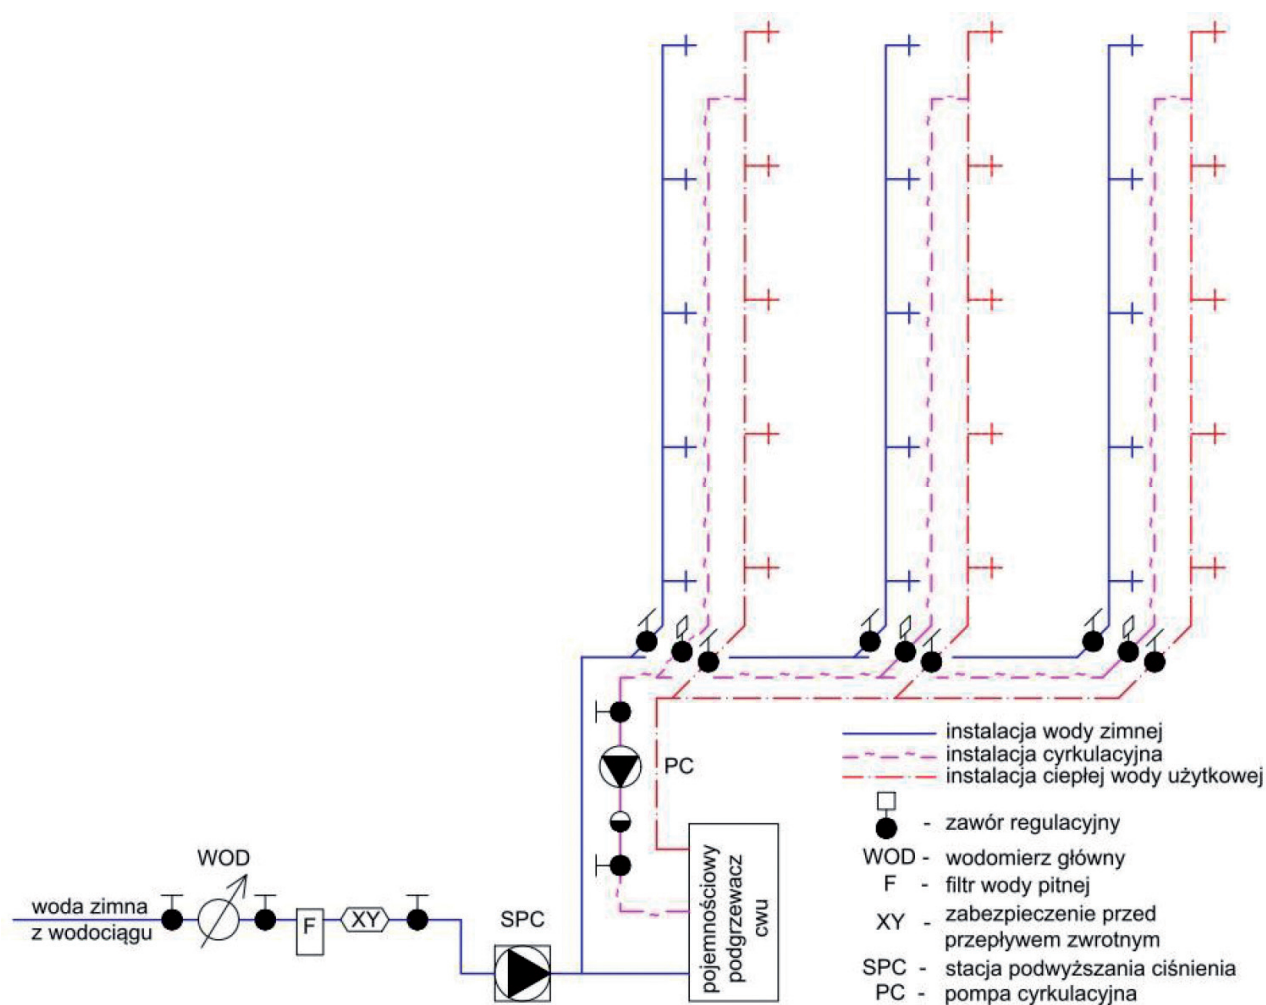 PC
instalacja wody zimnej
instalacja cyrkulacyjna
instalacja ciepłej wody użytkowej
- zawór regulacyjny
WOD - wodomierz główny
F - filtr wody pitnej
XY - zabezpieczenie przed
przepływem zwrotnym
SPC - stacja podwyższania ciśnienia
PC - pompa cyrkulacyjna
WOD
woda zimna
z wodociągu
F
XY
SPC
pojemnościowy
podgrzewacz
cwu